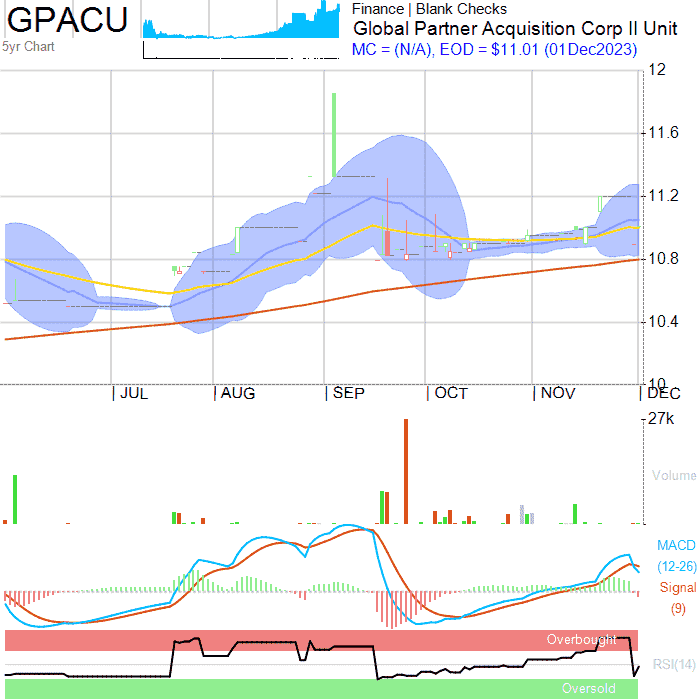 GPACU
5yr Chart
Finance | Blank Checks
Global Partner Acquisition Corp II Unit
MC = (N/A), EOD = $11.01 (01Dec2023)
12
11.6
11.2
10.8
10.4
10
JUL AUG SEP OCT NOV DEC
27k
Volume
MACD
(12-26)
Signal
(9)
Overbought
RSI(14)
Oversold